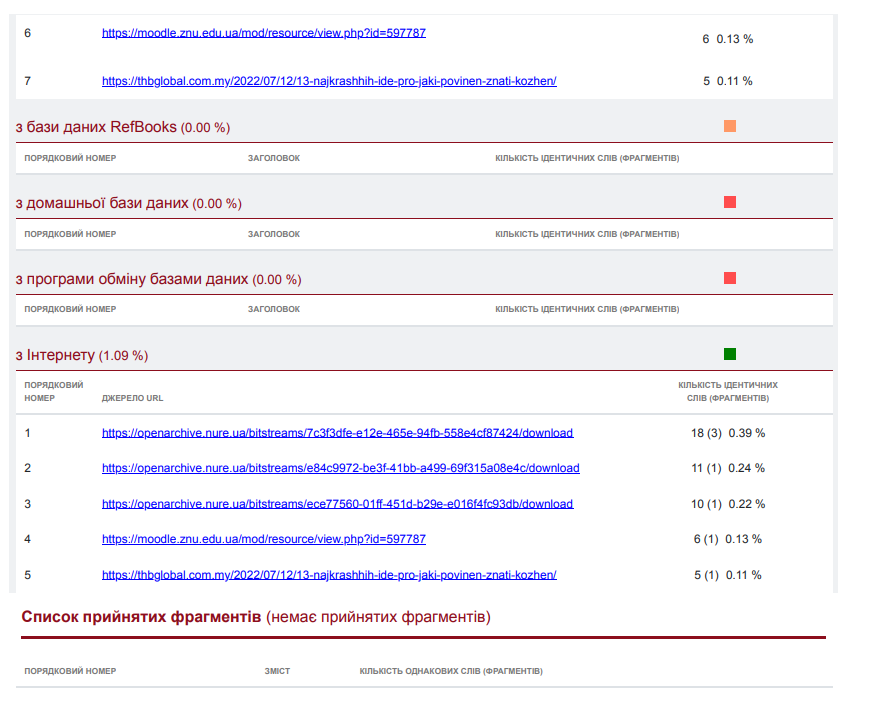 6 https://moodle.znu.edu.ua/mod/resource/view.php?id=597787 6 0.13 %
7 https://thbglobal.com.my/2022/07/12/13-najkrashhih-ide-pro-jaki-povinen-znati-kozhen/ 5 0.11 %
з бази даних RefBooks (0.00 %)
ПОРЯДКОВИЙ НОМЕР ЗАГОЛОВОК КІЛЬКІСТЬ ІДЕНТИЧНИХ СЛІВ (ФРАГМЕНТІВ)
з домашньої бази даних (0.00 %)
ПОРЯДКОВИЙ НОМЕР ЗАГОЛОВОК КІЛЬКІСТЬ ІДЕНТИЧНИХ СЛІВ (ФРАГМЕНТІВ)
з програми обміну базами даних (0.00 %)
ПОРЯДКОВИЙ НОМЕР ЗАГОЛОВОК КІЛЬКІСТЬ ІДЕНТИЧНИХ СЛІВ (ФРАГМЕНТІВ)
з Інтернету (1.09 %)
ПОРЯДКОВИЙ КІЛЬКІСТЬ ІДЕНТИЧНИХ
НОМЕР ДЖЕРЕЛО URL СЛІВ (ФРАГМЕНТІВ)
1 https://openarchive.nure.ua/bitstreams/7c3f3dfe-e12e-465e-94fb-558e4cf87424/download 18 (3) 0.39 %
2 https://openarchive.nure.ua/bitstreams/e84c9972-be3f-41bb-a499-69f315a08e4c/download 11 (1) 0.24 %
3 https://openarchive.nure.ua/bitstreams/ece77560-01ff-451d-b29e-e016f4fc93db/download 10 (1) 0.22 %
4 https://moodle.znu.edu.ua/mod/resource/view.php?id=597787 6 (1) 0.13 %
5 https://thbglobal.com.my/2022/07/12/13-najkrashhih-ide-pro-jaki-povinen-znati-kozhen/ 5 (1) 0.11 %
Список прийнятих фрагментів (немає прийнятих фрагментів)
ПОРЯДКОВИЙ НОМЕР ЗМІСТ КІЛЬКІСТЬ ОДНАКОВИХ СЛІВ (ФРАГМЕНТІВ)